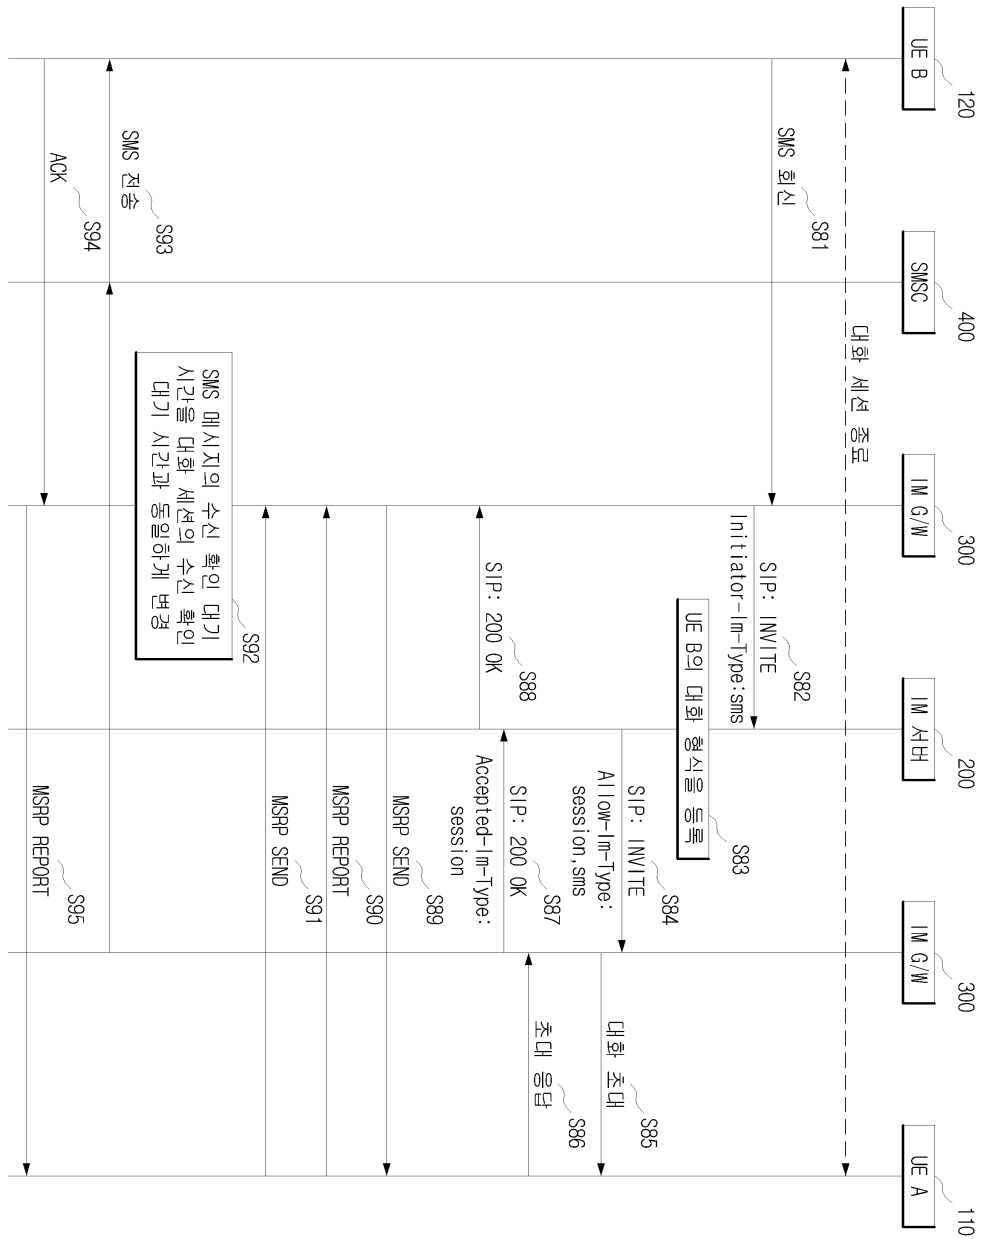 UE B
120
SMSC
400
IM G/W
300
IM 서버
200
IM G/W
300
UE A
110
대화 세션 종료
SMS 회신
S81
SIP: INVITE
Initiator-Im-Type:sms
S82
UE B의 대화 형식을 등록
S83
SIP: INVITE
Allow-Im-Type:
session,sms
S84
대화 초대
S85
초대 응답
S86
SIP: 200 OK
Accepted-Im-Type:
session
S87
SIP: 200 OK
S88
MSRP SEND
S89
MSRP REPORT
S90
MSRP SEND
S91
SMS 메시지의 수신 확인 대기
시간을 대화 세션의 수신 확인
대기 시간과 동일하게 변경
S92
SMS 전송
S93
ACK
S94
MSRP REPORT
S95